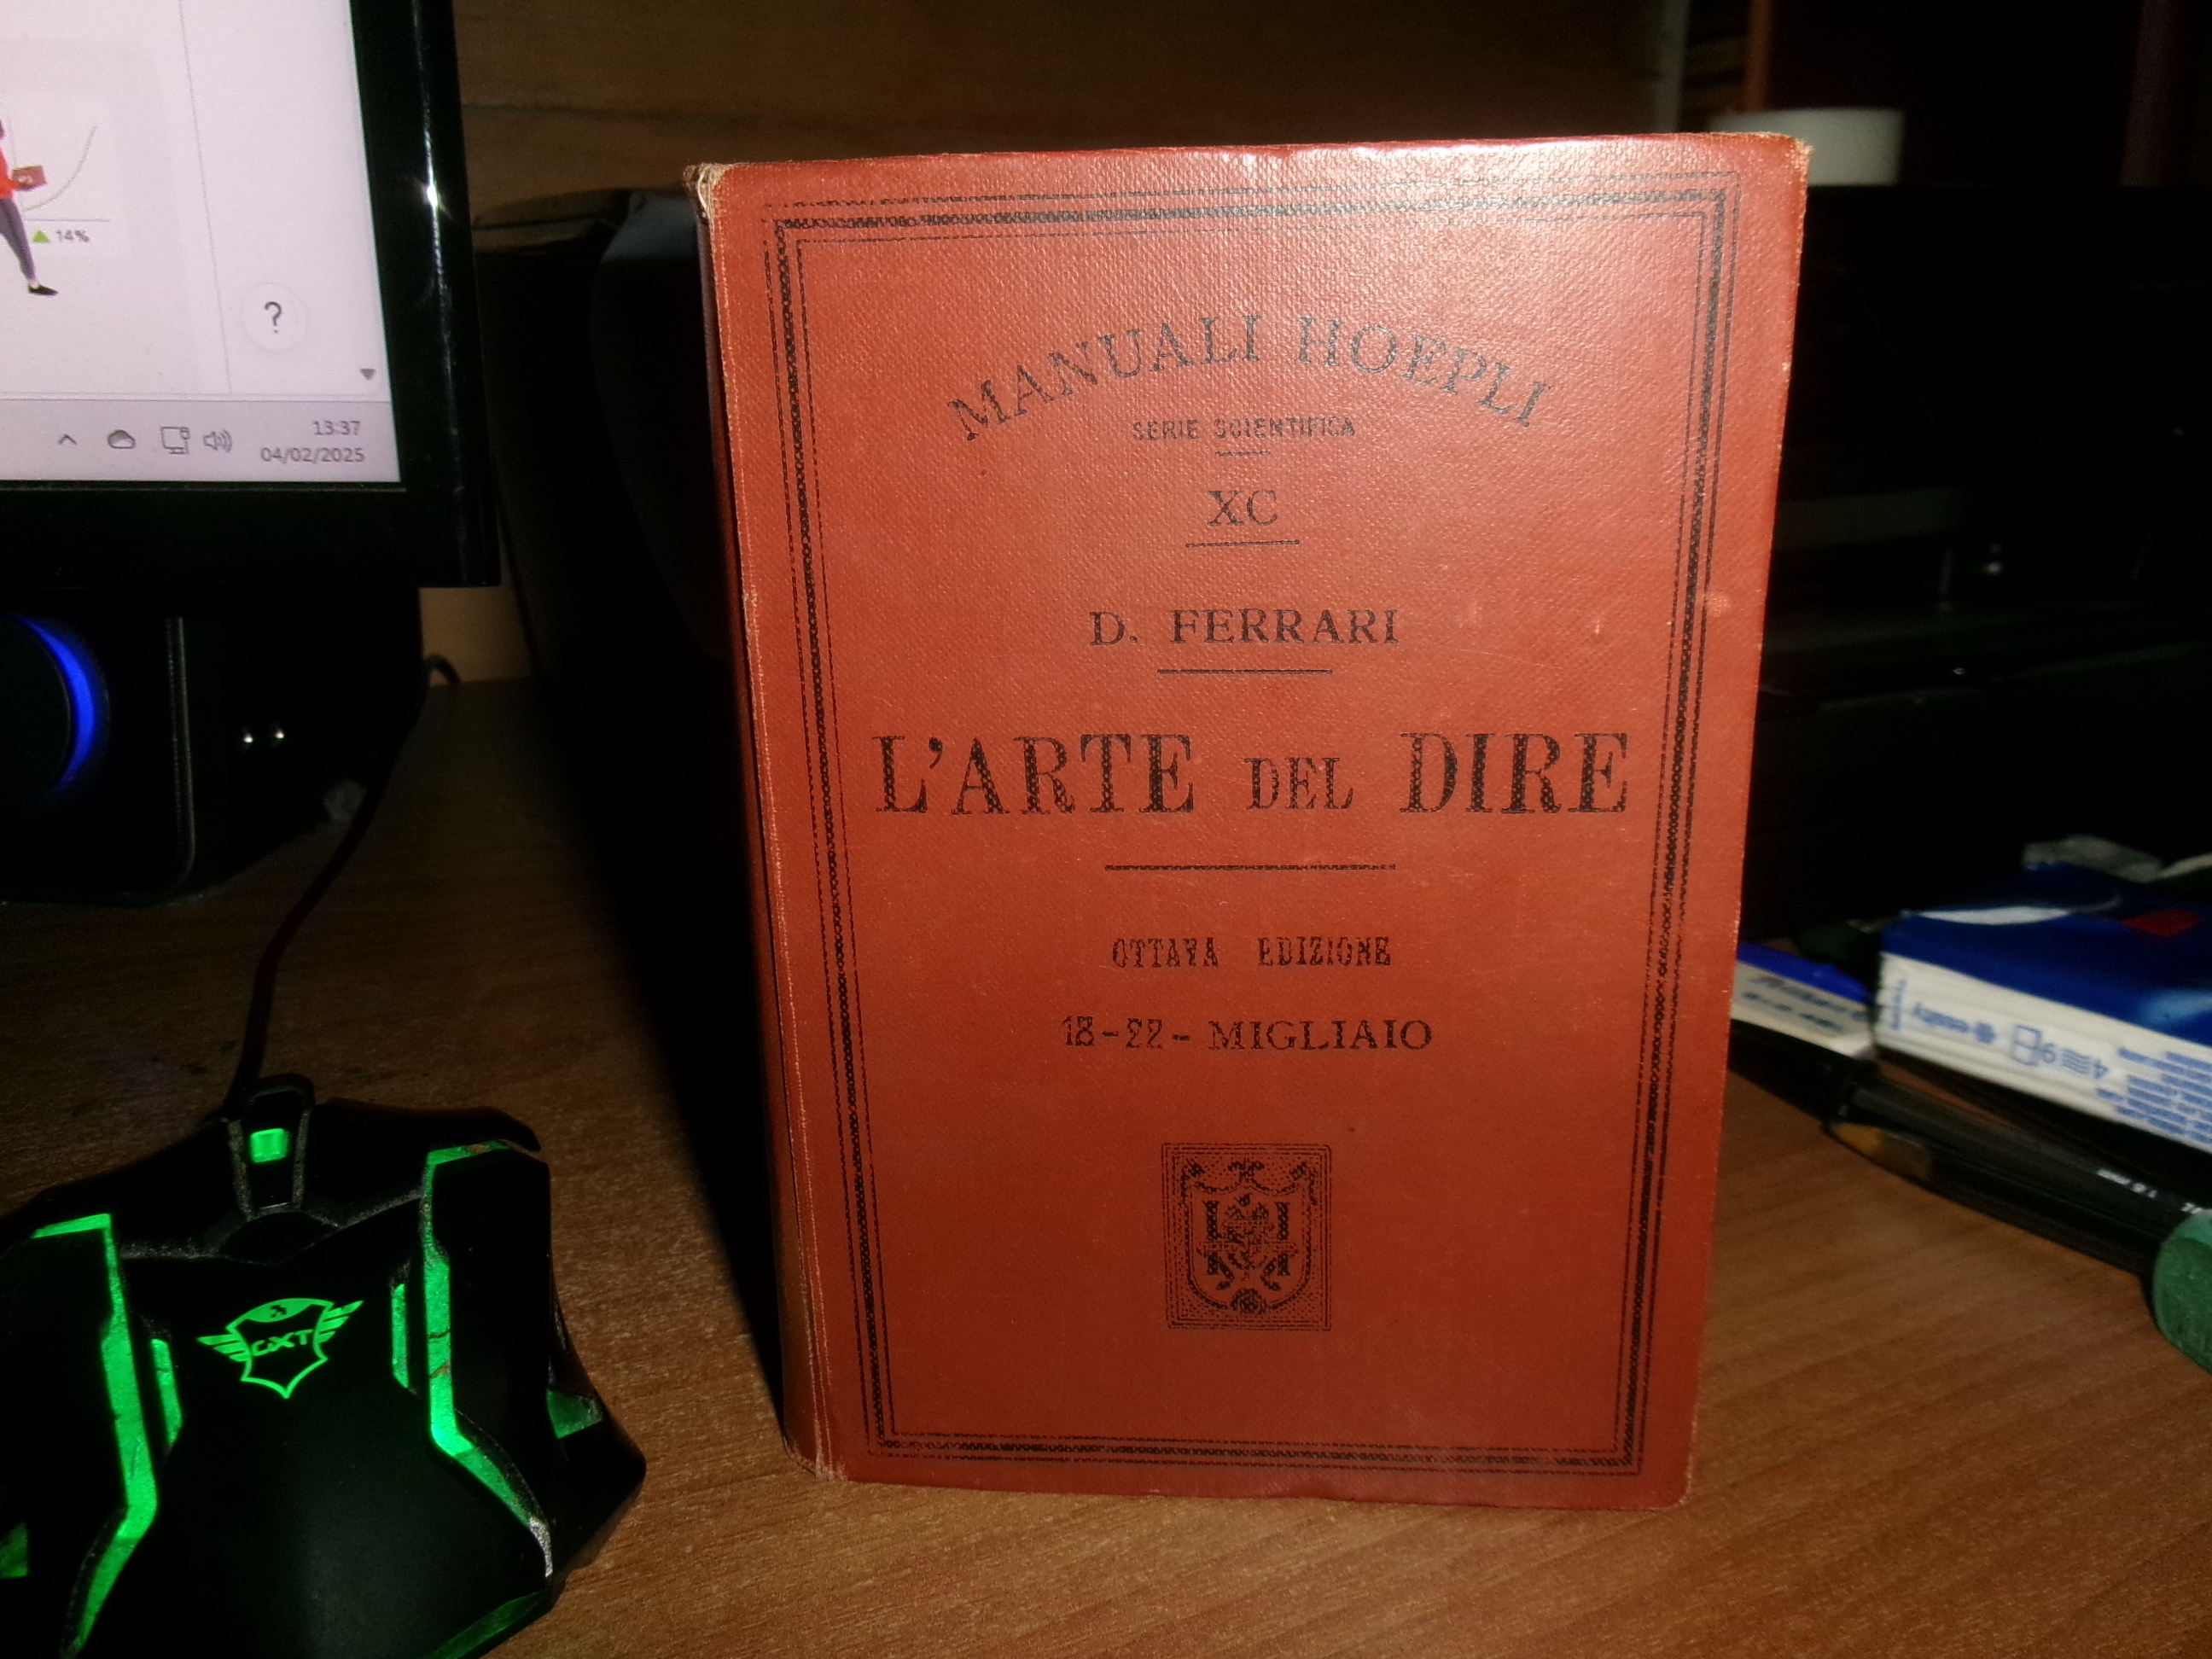 14%
?
13:37
04/02/2025
MANUALI HOEPLI
SERIE SCIENTIFICA
XC
D. FERRARI
L'ARTE DEL DIRE
OTTAVA EDIZIONE
18-22- MIGLIAIO
GXT